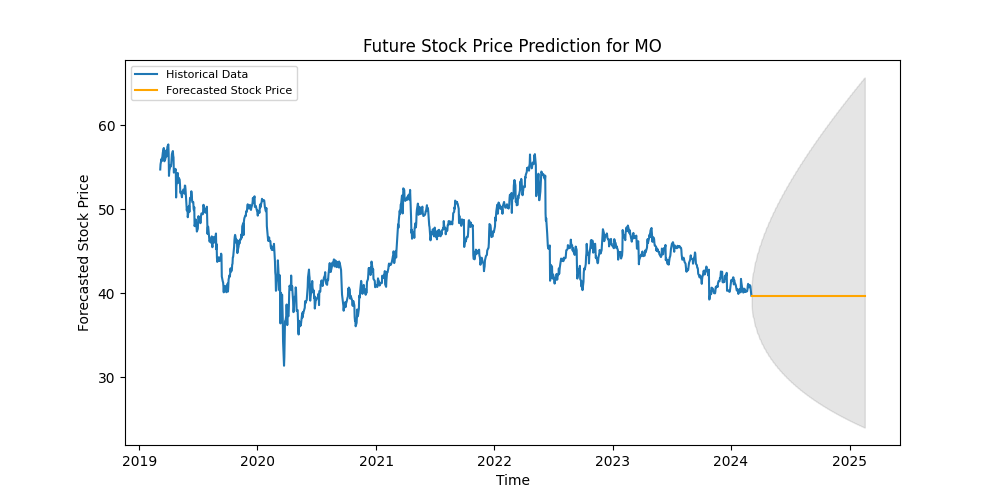 Future Stock Price Prediction for MO
Historical Data
Forecasted Stock Price
Forecasted Stock Price
60
50
40
30
2019
2020
2021
2022
2023
2024
2025
Time